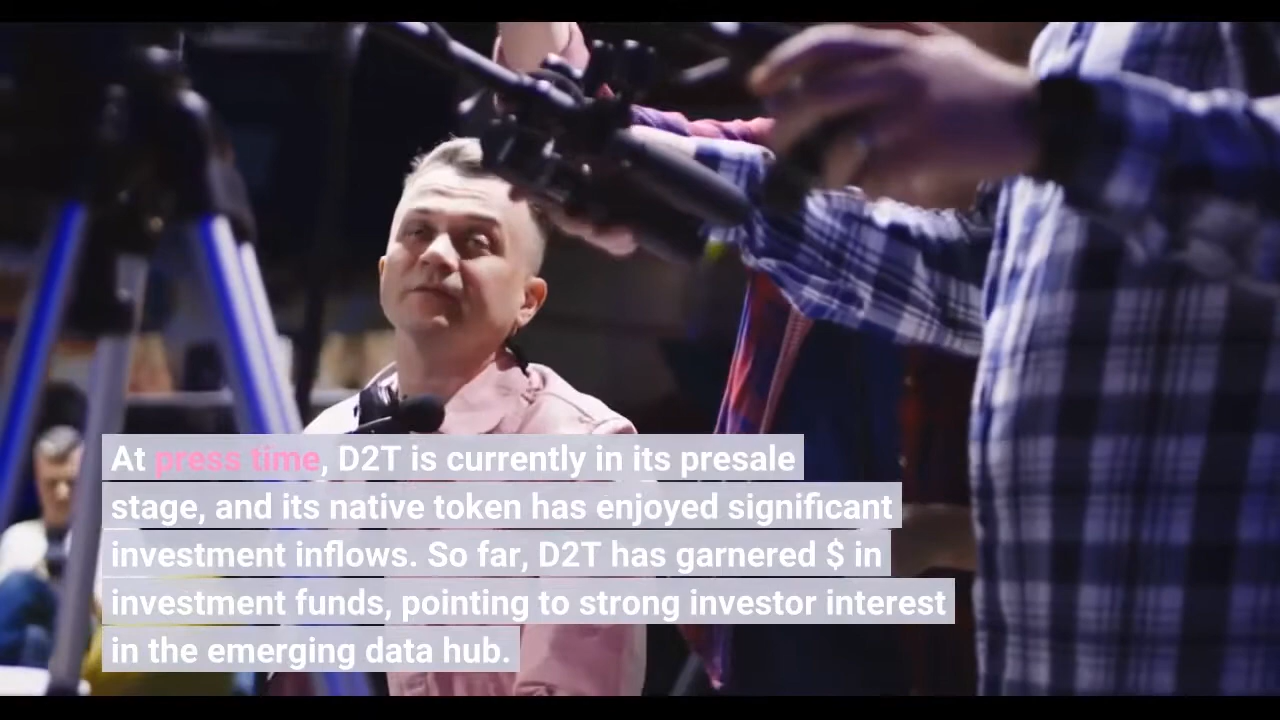 At press time, D2T is currently in its presale
stage, and its native token has enjoyed significant
investment inflows. So far, D2T has garnered $ in
investment funds, pointing to strong investor interest
in the emerging data hub.